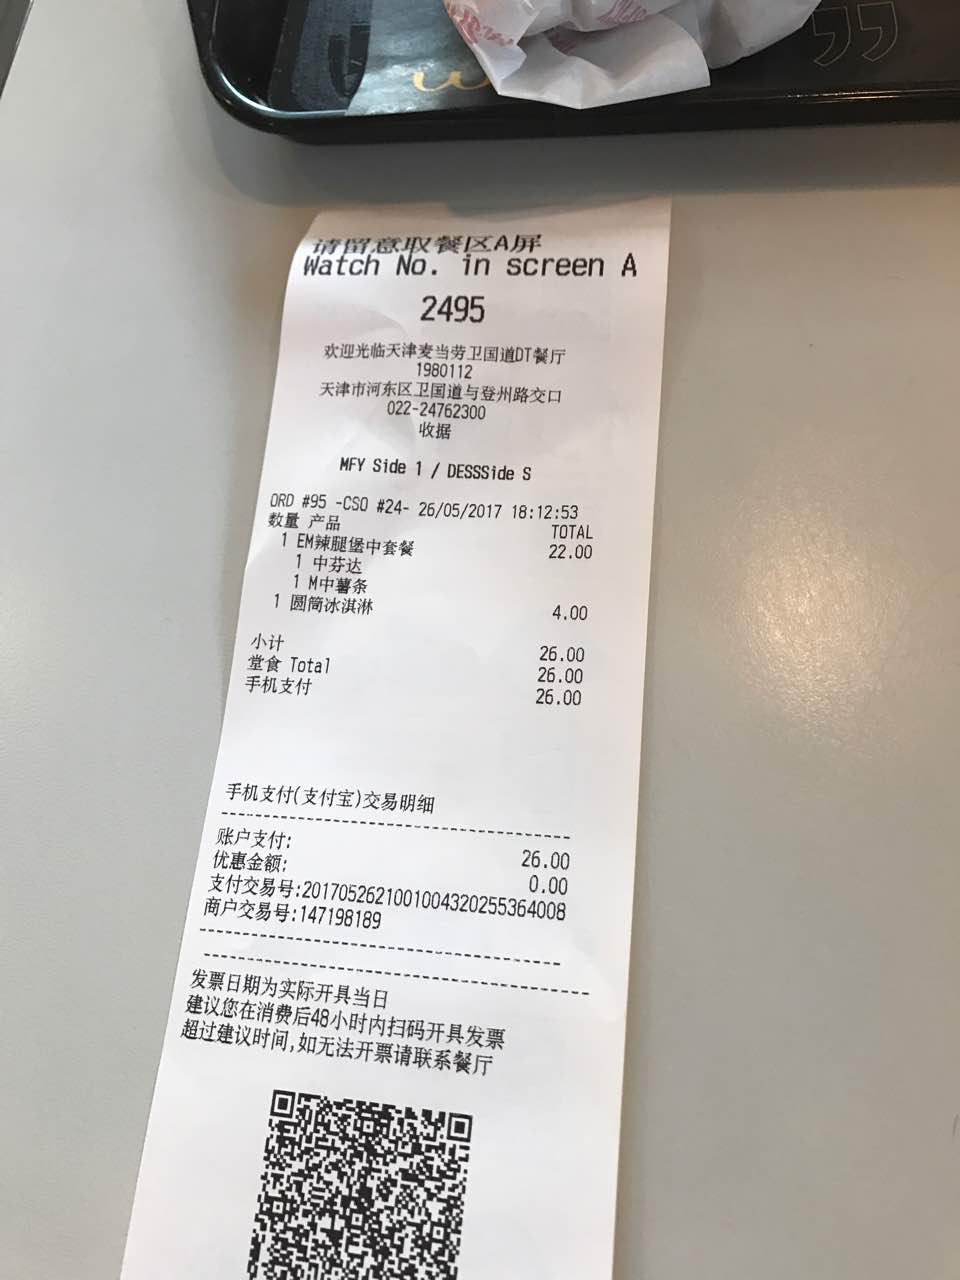 请留意取餐区A屏
Watch No. in screen A
2495
欢迎光临天津麦当劳卫国道DT餐厅
1980112
天津市河东区卫国道与登州路交口
022-24762300
收据
MFY Side 1 / DESSSide S
ORD #95 -CSO #24- 26/05/2017 18:12:53
数量 产品 TOTAL
1 EM辣腿堡中套餐 22.00
1 中芬达
1 M中薯条
1 圆筒冰淇淋 4.00
小计 26.00
堂食 Total 26.00
手机支付 26.00
手机支付(支付宝)交易明细
账户支付: 26.00
优惠金额: 0.00
支付交易号:2017052621001004320255364008
商户交易号:147198189
发票日期为实际开具当日
建议您在消费后48小时内扫码开具发票
超过建议时间,如无法开票请联系餐厅